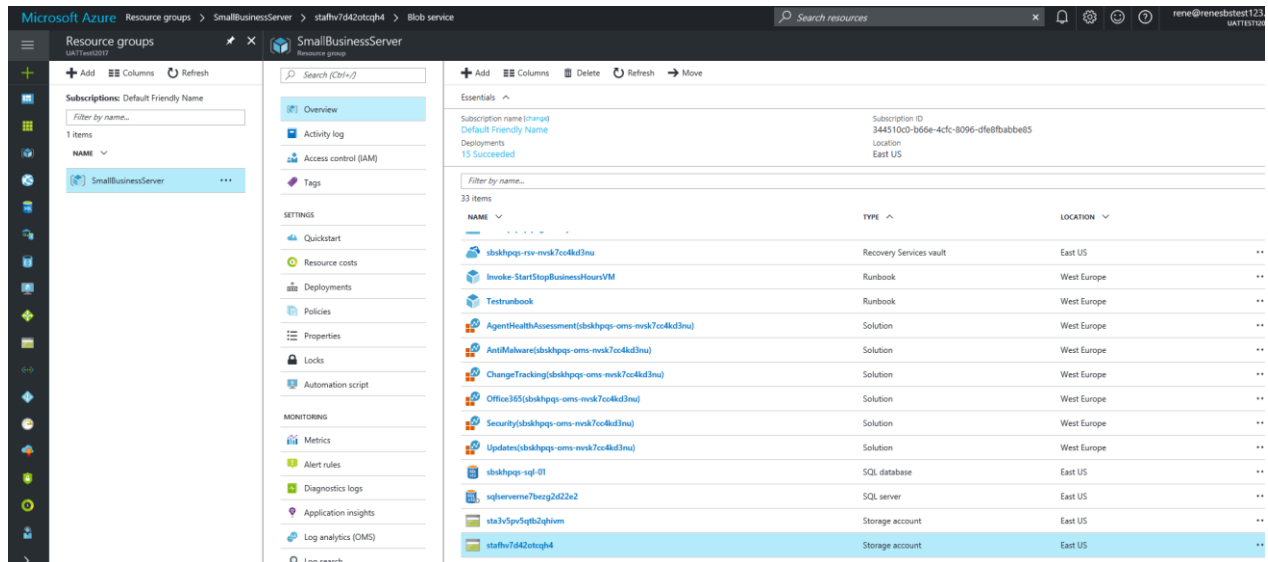 Microsoft Azure Resource groups > SmallBusinessServer > stafhv7d42otcqh4 > Blob service
Search resources
rene@renesbstest123.
UATTEST120
Resource groups
UATTest12017
SmallBusinessServer
Resource group
Add Columns Refresh
Subscriptions: Default Friendly Name
Filter by name...
1 items
NAME
SmallBusinessServer
Search (Ctrl+/)
Overview
Activity log
Access control (IAM)
Tags
SETTINGS
Quickstart
Resource costs
Deployments
Policies
Properties
Locks
Automation script
MONITORING
Metrics
Alert rules
Diagnostics logs
Application insights
Log analytics (OMS)
Log search
Add Columns Delete Refresh Move
Essentials
Subscription name (change)
Default Friendly Name
Deployments
15 Succeeded
Subscription ID
344510c0-b66e-4cfc-8096-dfe8fbabbe85
Location
East US
Filter by name...
33 items
NAME TYPE LOCATION
sbskhpqs-rsv-nvsk7cc4kd3nu Recovery Services vault East US
Invoke-StartStopBusinessHoursVM Runbook West Europe
Testrunbook Runbook West Europe
AgentHealthAssessment(sbskhpqs-oms-nvsk7cc4kd3nu) Solution West Europe
AntiMalware(sbskhpqs-oms-nvsk7cc4kd3nu) Solution West Europe
ChangeTracking(sbskhpqs-oms-nvsk7cc4kd3nu) Solution West Europe
Office365(sbskhpqs-oms-nvsk7cc4kd3nu) Solution West Europe
Security(sbskhpqs-oms-nvsk7cc4kd3nu) Solution West Europe
Updates(sbskhpqs-oms-nvsk7cc4kd3nu) Solution West Europe
sbskhpqs-sql-01 SQL database East US
sqlserverne7bezg2d22e2 SQL server East US
sta3v5pv5qtb2qhivm Storage account East US
stafhv7d42otcqh4 Storage account East US